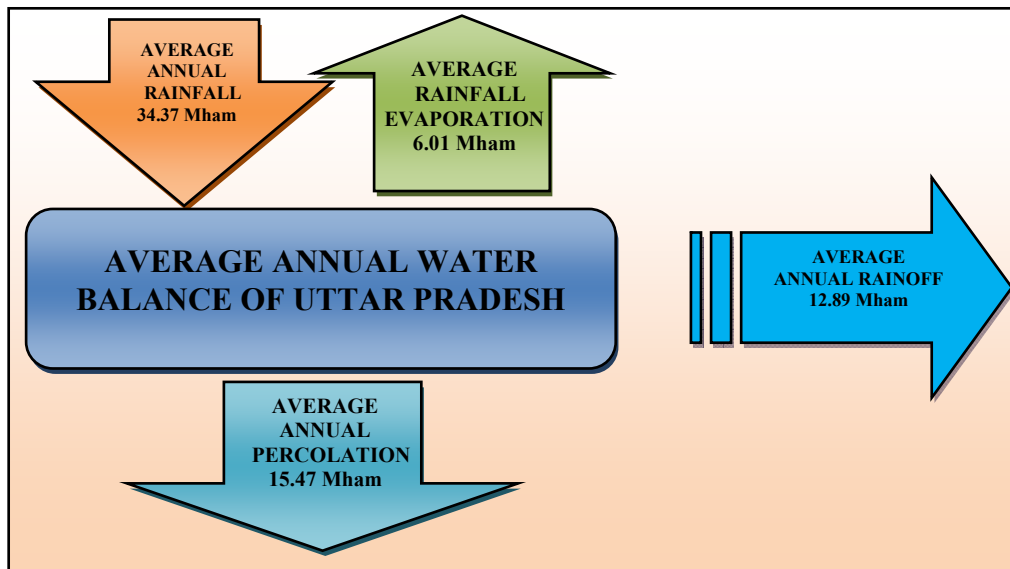 AVERAGE
ANNUAL
RAINFALL
34.37 Mham
AVERAGE
RAINFALL
EVAPORATION
6.01 Mham
AVERAGE ANNUAL WATER
BALANCE OF UTTAR PRADESH
AVERAGE
ANNUAL RAINOFF
12.89 Mham
AVERAGE
ANNUAL
PERCOLATION
15.47 Mham